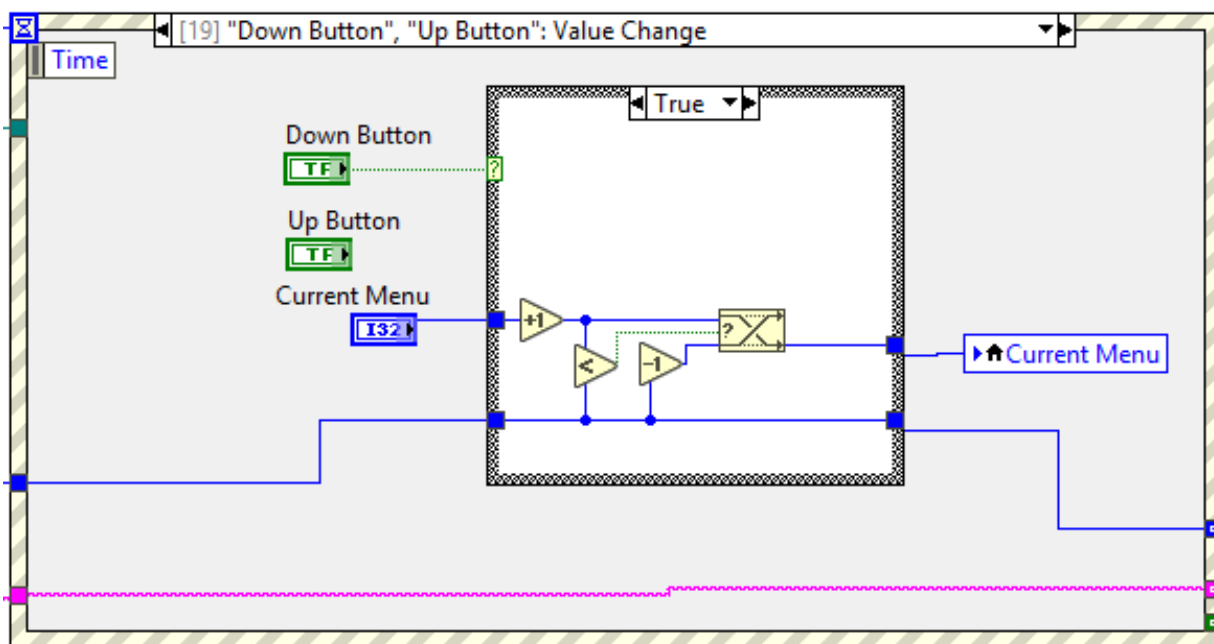 [19] "Down Button", "Up Button": Value Change
Time
True
Down Button
TF
?
Up Button
TF
Current Menu
I32
+1
?
<
-1
Current Menu